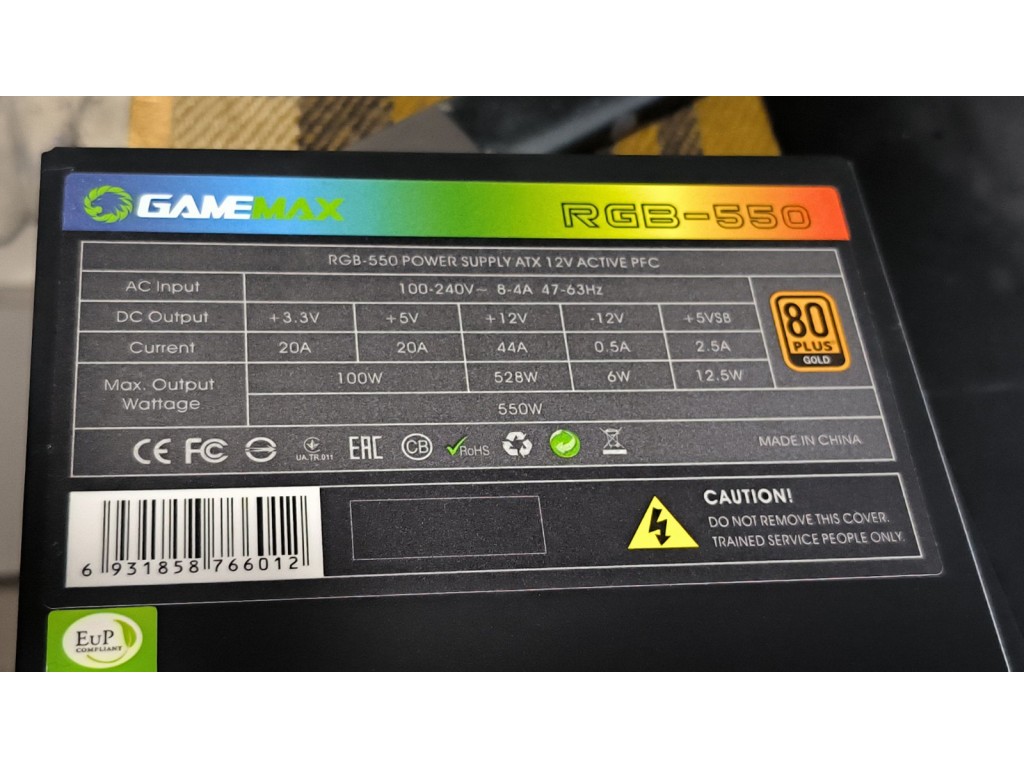 GAMEMAX RGB-550
RGB-550 POWER SUPPLY ATX 12V ACTIVE PFC
AC Input 100-240V~ 8-4A 47-63Hz
DC Output +3.3V +5V +12V -12V +5VSB
Current 20A 20A 44A 0.5A 2.5A
Max. Output Wattage 100W 528W 6W 12.5W
550W
80 PLUS GOLD
CE FC UA.TR.011 EAC CB RoHS MADE IN CHINA
CAUTION!
DO NOT REMOVE THIS COVER.
TRAINED SERVICE PEOPLE ONLY.
6 931858 766012
EuP
COMPLIANT